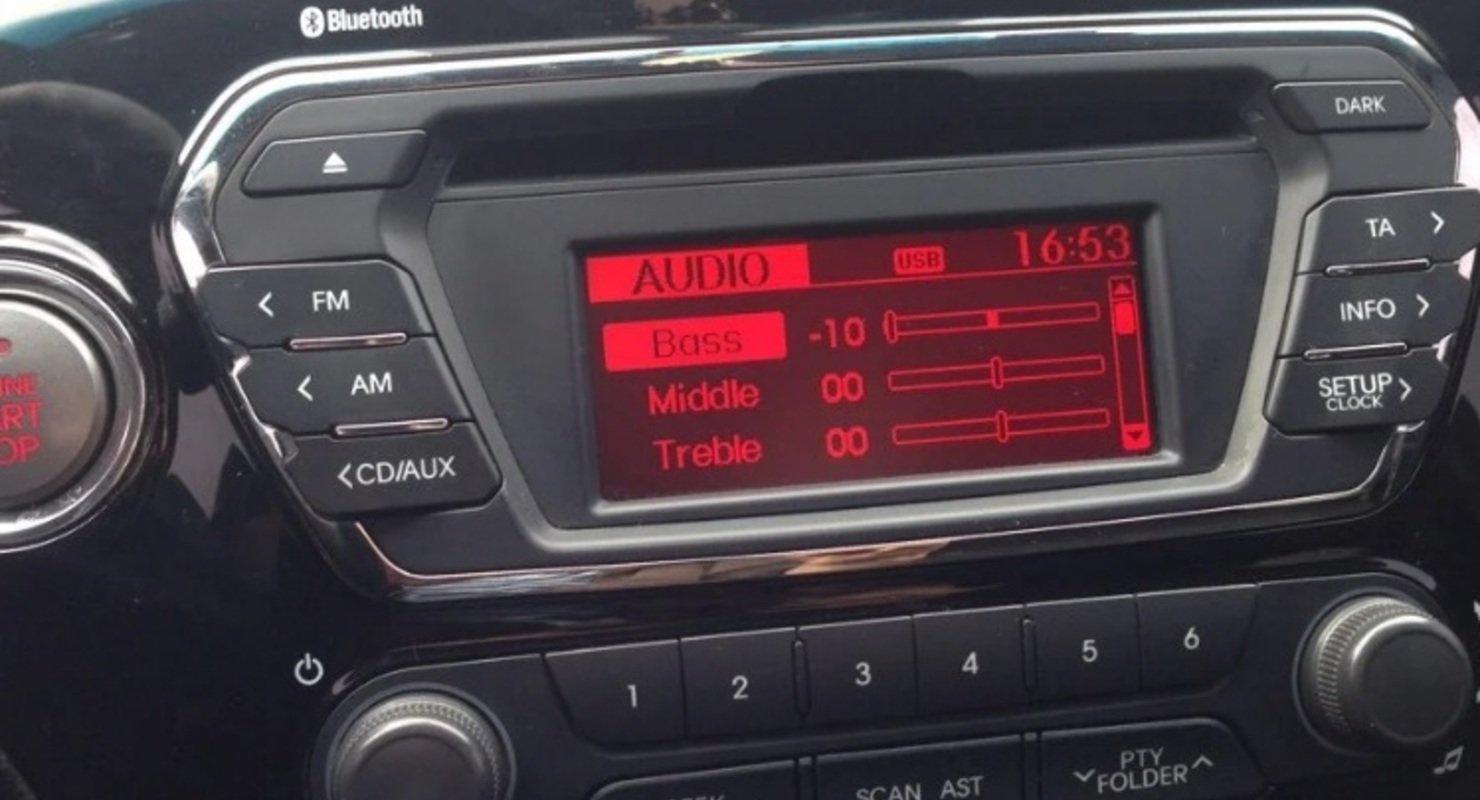 Bluetooth
DARK
FM
AM
CD/AUX
AUDIO USB 16:53
Bass -10
Middle 00
Treble 00
TA
INFO
SETUP
CLOCK
1 2 3 4 5 6
SCAN AST
PTY
FOLDER